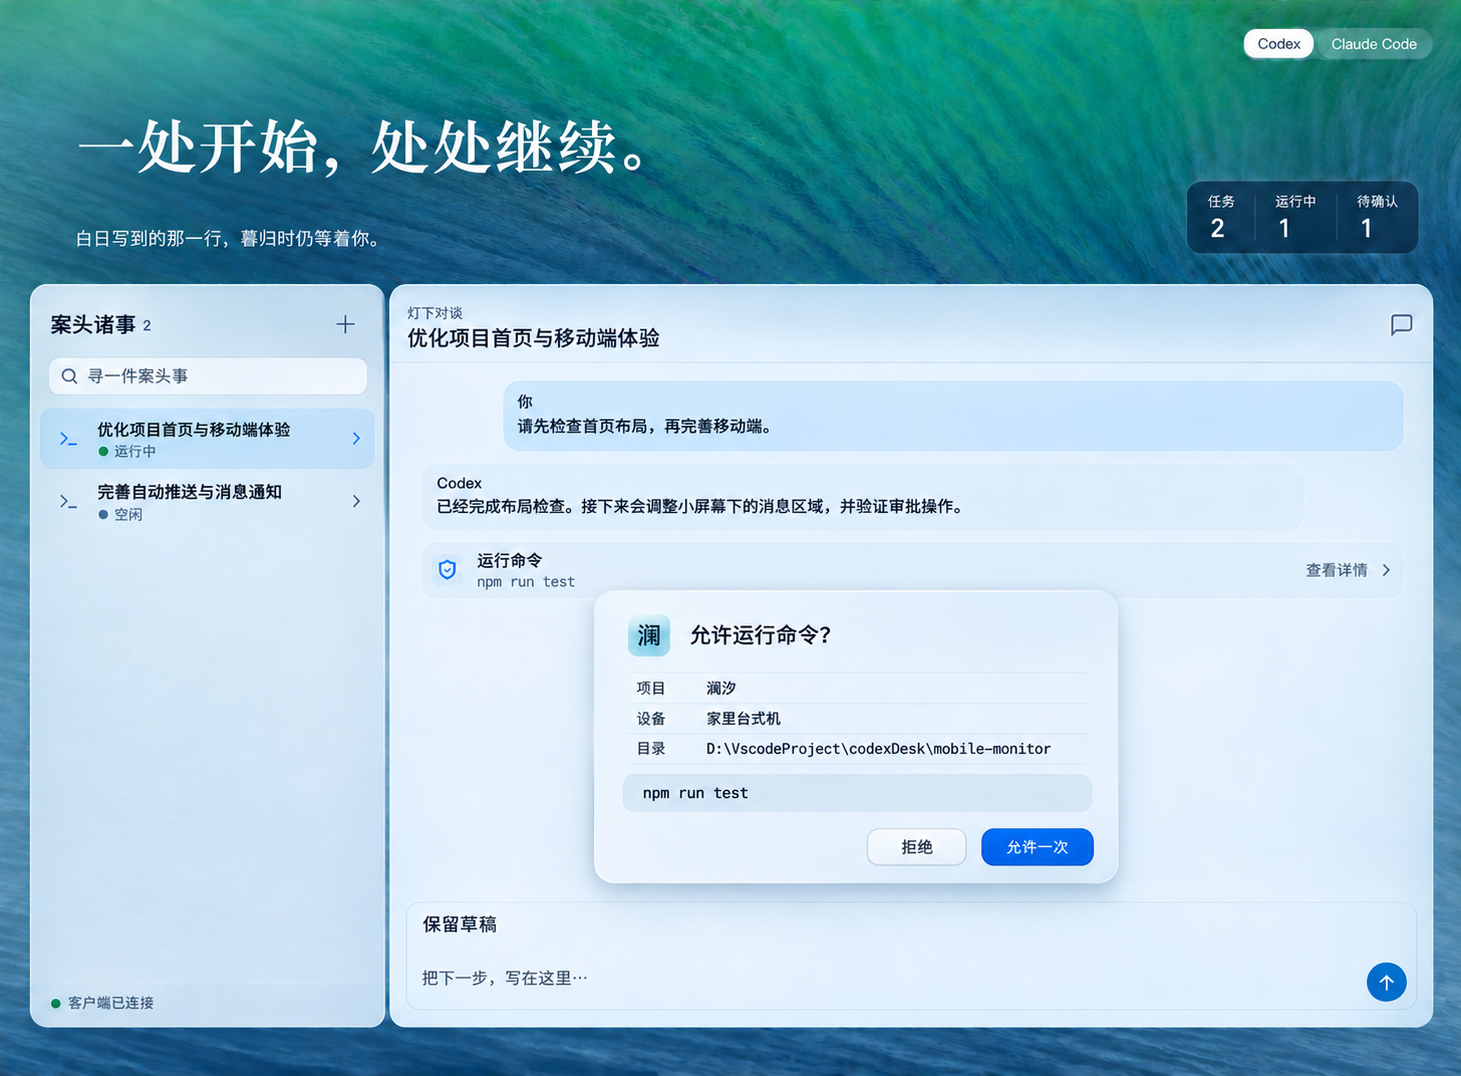 Codex
Claude Code
一处开始，处处继续。
白日写到的那一行，暮归时仍等着你。
任务
2
运行中
1
待确认
1
案头诸事 2
寻一件案头事
优化项目首页与移动端体验
运行中
完善自动推送与消息通知
空闲
客户端已连接
灯下对谈
优化项目首页与移动端体验
你
请先检查首页布局，再完善移动端。
Codex
已经完成布局检查。接下来会调整小屏幕下的消息区域，并验证审批操作。
运行命令
npm run test
查看详情
澜
允许运行命令？
项目 澜汐
设备 家里台式机
目录 D:\VscodeProject\codexDesk\mobile-monitor
npm run test
拒绝
允许一次
保留草稿
把下一步，写在这里…